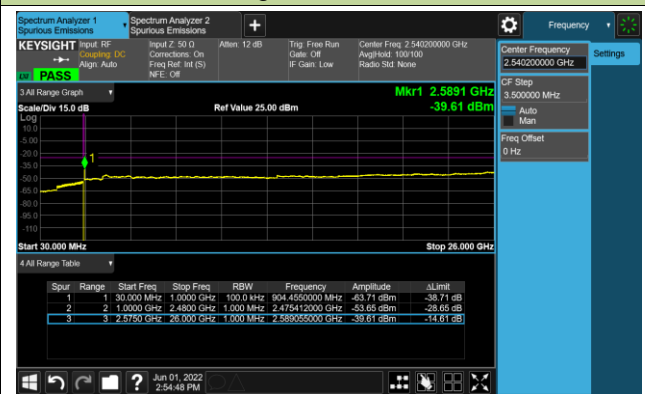 Spectrum Analyzer 1
Spurious Emissions
Spectrum Analyzer 2
Spurious Emissions
+
Frequency
KEYSIGHT
Input: RF
Coupling: DC
Align: Auto
Input Z: 50 Ω
Corrections: On
Freq Ref: Int (S)
NFE: Off
Atten: 12 dB
Trig: Free Run
Gate: Off
IF Gain: Low
Center Freq: 2.540200000 GHz
Avg|Hold: 100/100
Radio Std: None
PASS
Center Frequency
2.540200000 GHz
Settings
CF Step
3.500000 MHz
Auto
Man
Freq Offset
0 Hz
3 All Range Graph
Mkr1 2.5891 GHz
Scale/Div 15.0 dB
Ref Value 25.00 dBm
-39.61 dBm
Log
10.0
-5.00
-20.0
-35.0
-50.0
-65.0
-80.0
-95.0
-110
1
Start 30.000 MHz
Stop 26.000 GHz
4 All Range Table
Spur Range Start Freq Stop Freq RBW Frequency Amplitude ΔLimit
1 1 30.000 MHz 1.0000 GHz 100.0 kHz 904.4550000 MHz -63.71 dBm -38.71 dB
2 2 1.0000 GHz 2.4800 GHz 1.000 MHz 2.475412000 GHz -53.65 dBm -28.65 dB
3 3 2.5750 GHz 26.000 GHz 1.000 MHz 2.589055000 GHz -39.61 dBm -14.61 dB
?
Jun 01, 2022
2:54:48 PM